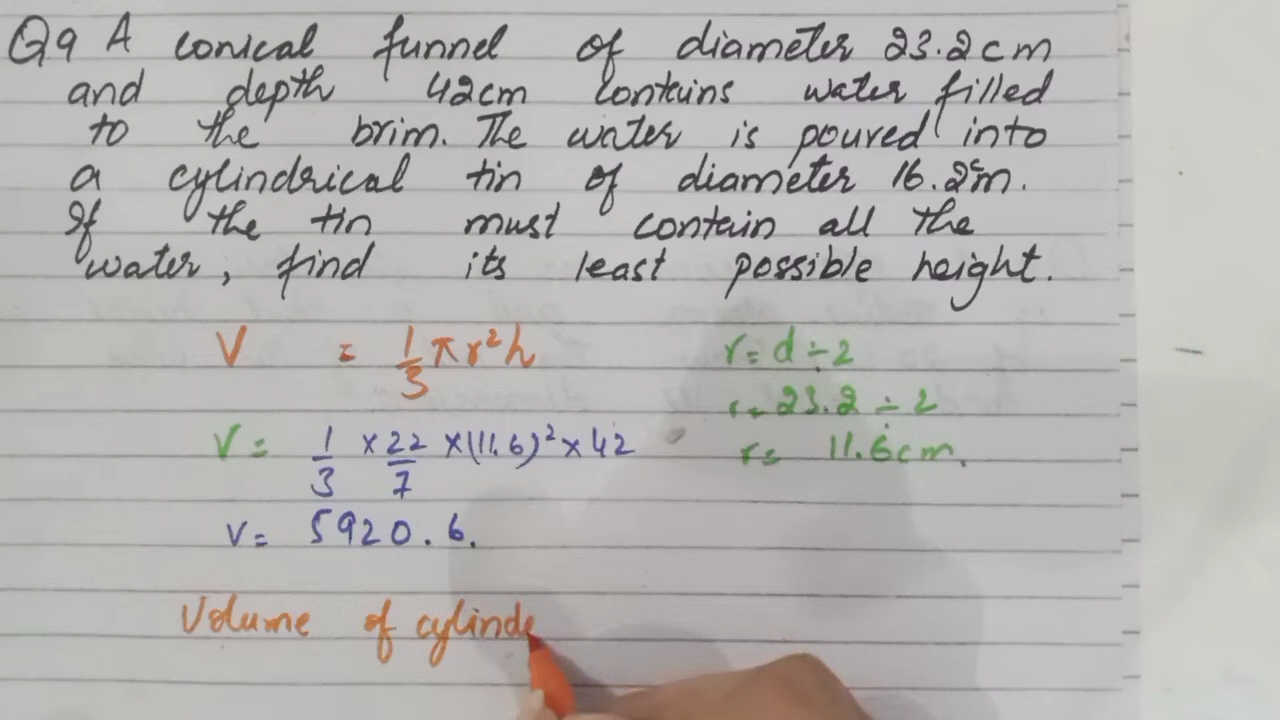 Q9 A conical funnel of diameter 23.2cm
and depth 42cm contains water filled
to the brim. The water is poured into
a cylindrical tin of diameter 16.2cm.
If the tin must contain all the
water, find its least possible height.
V = 1/3 πr²h
r = d ÷ 2
r = 23.2 ÷ 2
V = 1/3 × 22/7 × (11.6)² × 42
r = 11.6cm.
V = 5920.6.
Volume of cylinde